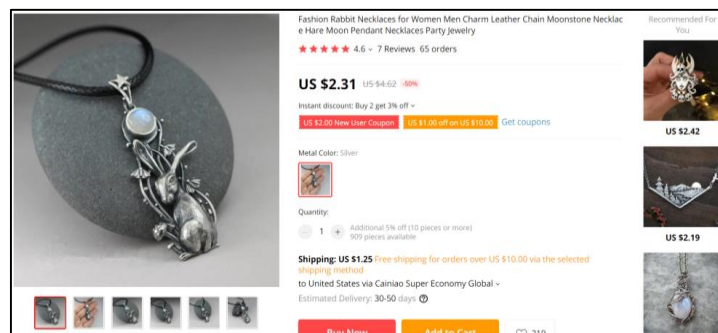 Fashion Rabbit Necklaces for Women Men Charm Leather Chain Moonstone Necklac
e Hare Moon Pendant Necklaces Party Jewelry
4.6 7 Reviews 65 orders
US $2.31 US $4.62 -50%
Instant discount: Buy 2 get 3% off
US $2.00 New User Coupon US $1.00 off on US $10.00 Get coupons
Metal Color: Silver
Quantity:
1
Additional 5% off (10 pieces or more)
909 pieces available
Shipping: US $1.25 Free shipping for orders over US $10.00 via the selected
shipping method
to United States via Cainiao Super Economy Global
Estimated Delivery: 30-50 days
Buy Now Add to Cart
Recommended For
You
US $2.42
US $2.19